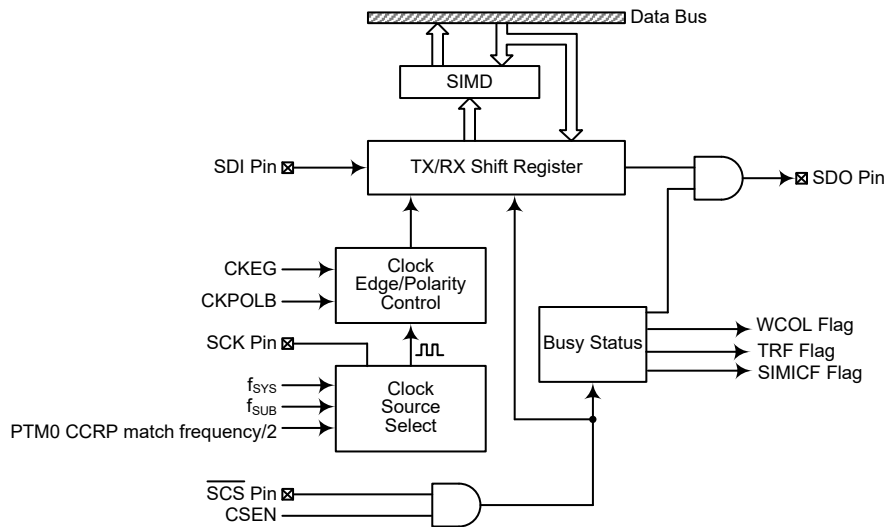 Data Bus
SIMD
SDI Pin
TX/RX Shift Register
SDO Pin
CKEG
CKPOLB
Clock
Edge/Polarity
Control
SCK Pin
Busy Status
WCOL Flag
TRF Flag
SIMICF Flag
fSYS
fSUB
PTM0 CCRP match frequency/2
Clock
Source
Select
SCS Pin
CSEN